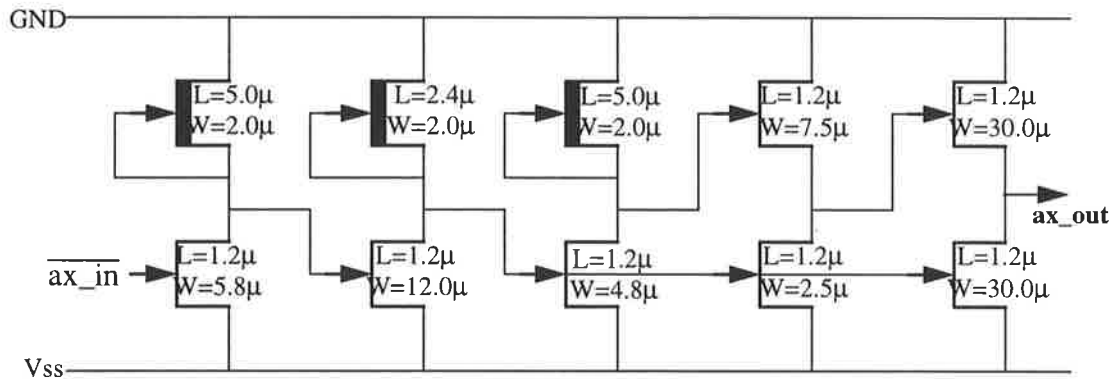 GND
L=5.0μ
W=2.0μ
L=2.4μ
W=2.0μ
L=5.0μ
W=2.0μ
L=1.2μ
W=7.5μ
L=1.2μ
W=30.0μ
ax_out
ax_in
L=1.2μ
W=5.8μ
L=1.2μ
W=12.0μ
L=1.2μ
W=4.8μ
L=1.2μ
W=2.5μ
L=1.2μ
W=30.0μ
Vss